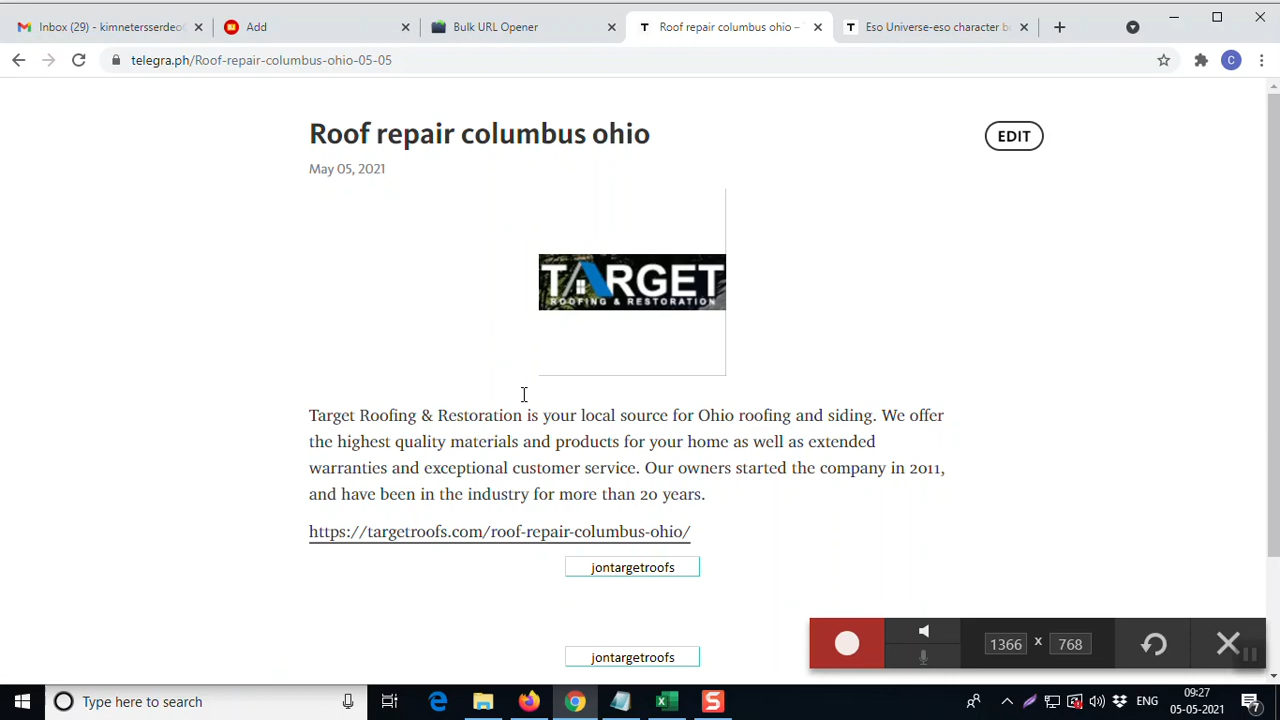 Inbox (29) - kimnetersserdeo
Add
Bulk URL Opener
Roof repair columbus ohio –
T
Eso Universe-eso character b
T
telegra.ph/Roof-repair-columbus-ohio-05-05
C
Roof repair columbus ohio
EDIT
May 05, 2021
TARGET
ROOFING & RESTORATION
Target Roofing & Restoration is your local source for Ohio roofing and siding. We offer
the highest quality materials and products for your home as well as extended
warranties and exceptional customer service. Our owners started the company in 2011,
and have been in the industry for more than 20 years.
https://targetroofs.com/roof-repair-columbus-ohio/
jontargetroofs
jontargetroofs
1366 x 768
Type here to search
ENG
09:27
05-05-2021
7